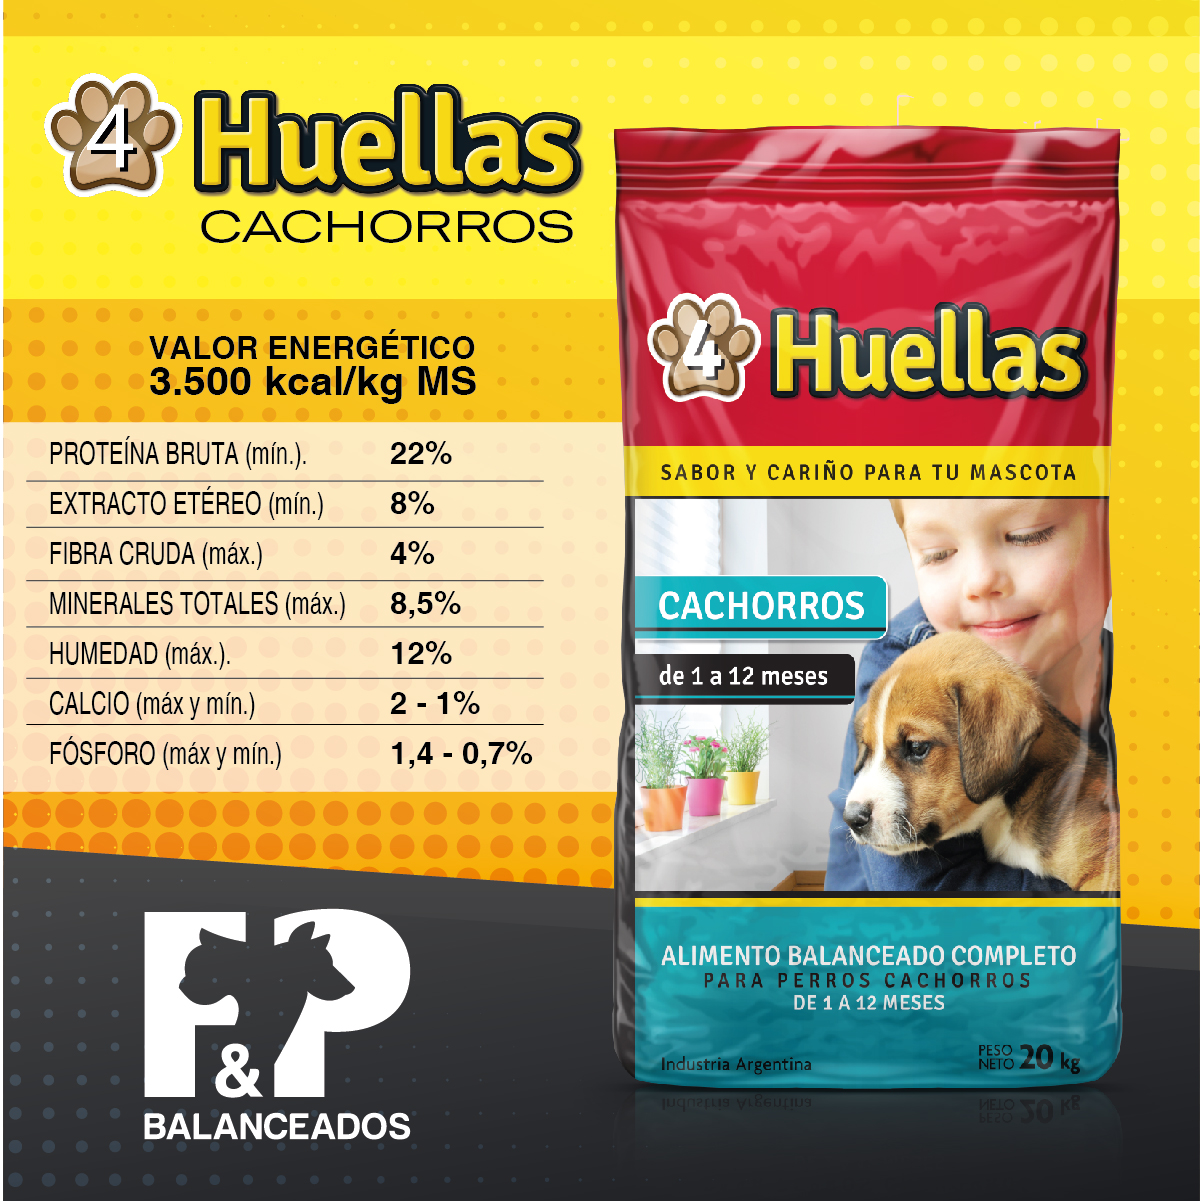 4 Huellas
CACHORROS
VALOR ENERGÉTICO
3.500 kcal/kg MS
PROTEÍNA BRUTA (mín.). 22%
EXTRACTO ETÉREO (mín.) 8%
FIBRA CRUDA (máx.) 4%
MINERALES TOTALES (máx.) 8,5%
HUMEDAD (máx.). 12%
CALCIO (máx y mín.) 2 - 1%
FÓSFORO (máx y mín.) 1,4 - 0,7%
F&P
BALANCEADOS
4 Huellas
SABOR Y CARIÑO PARA TU MASCOTA
CACHORROS
de 1 a 12 meses
ALIMENTO BALANCEADO COMPLETO
PARA PERROS CACHORROS
DE 1 A 12 MESES
Industria Argentina
PESO NETO 20 kg